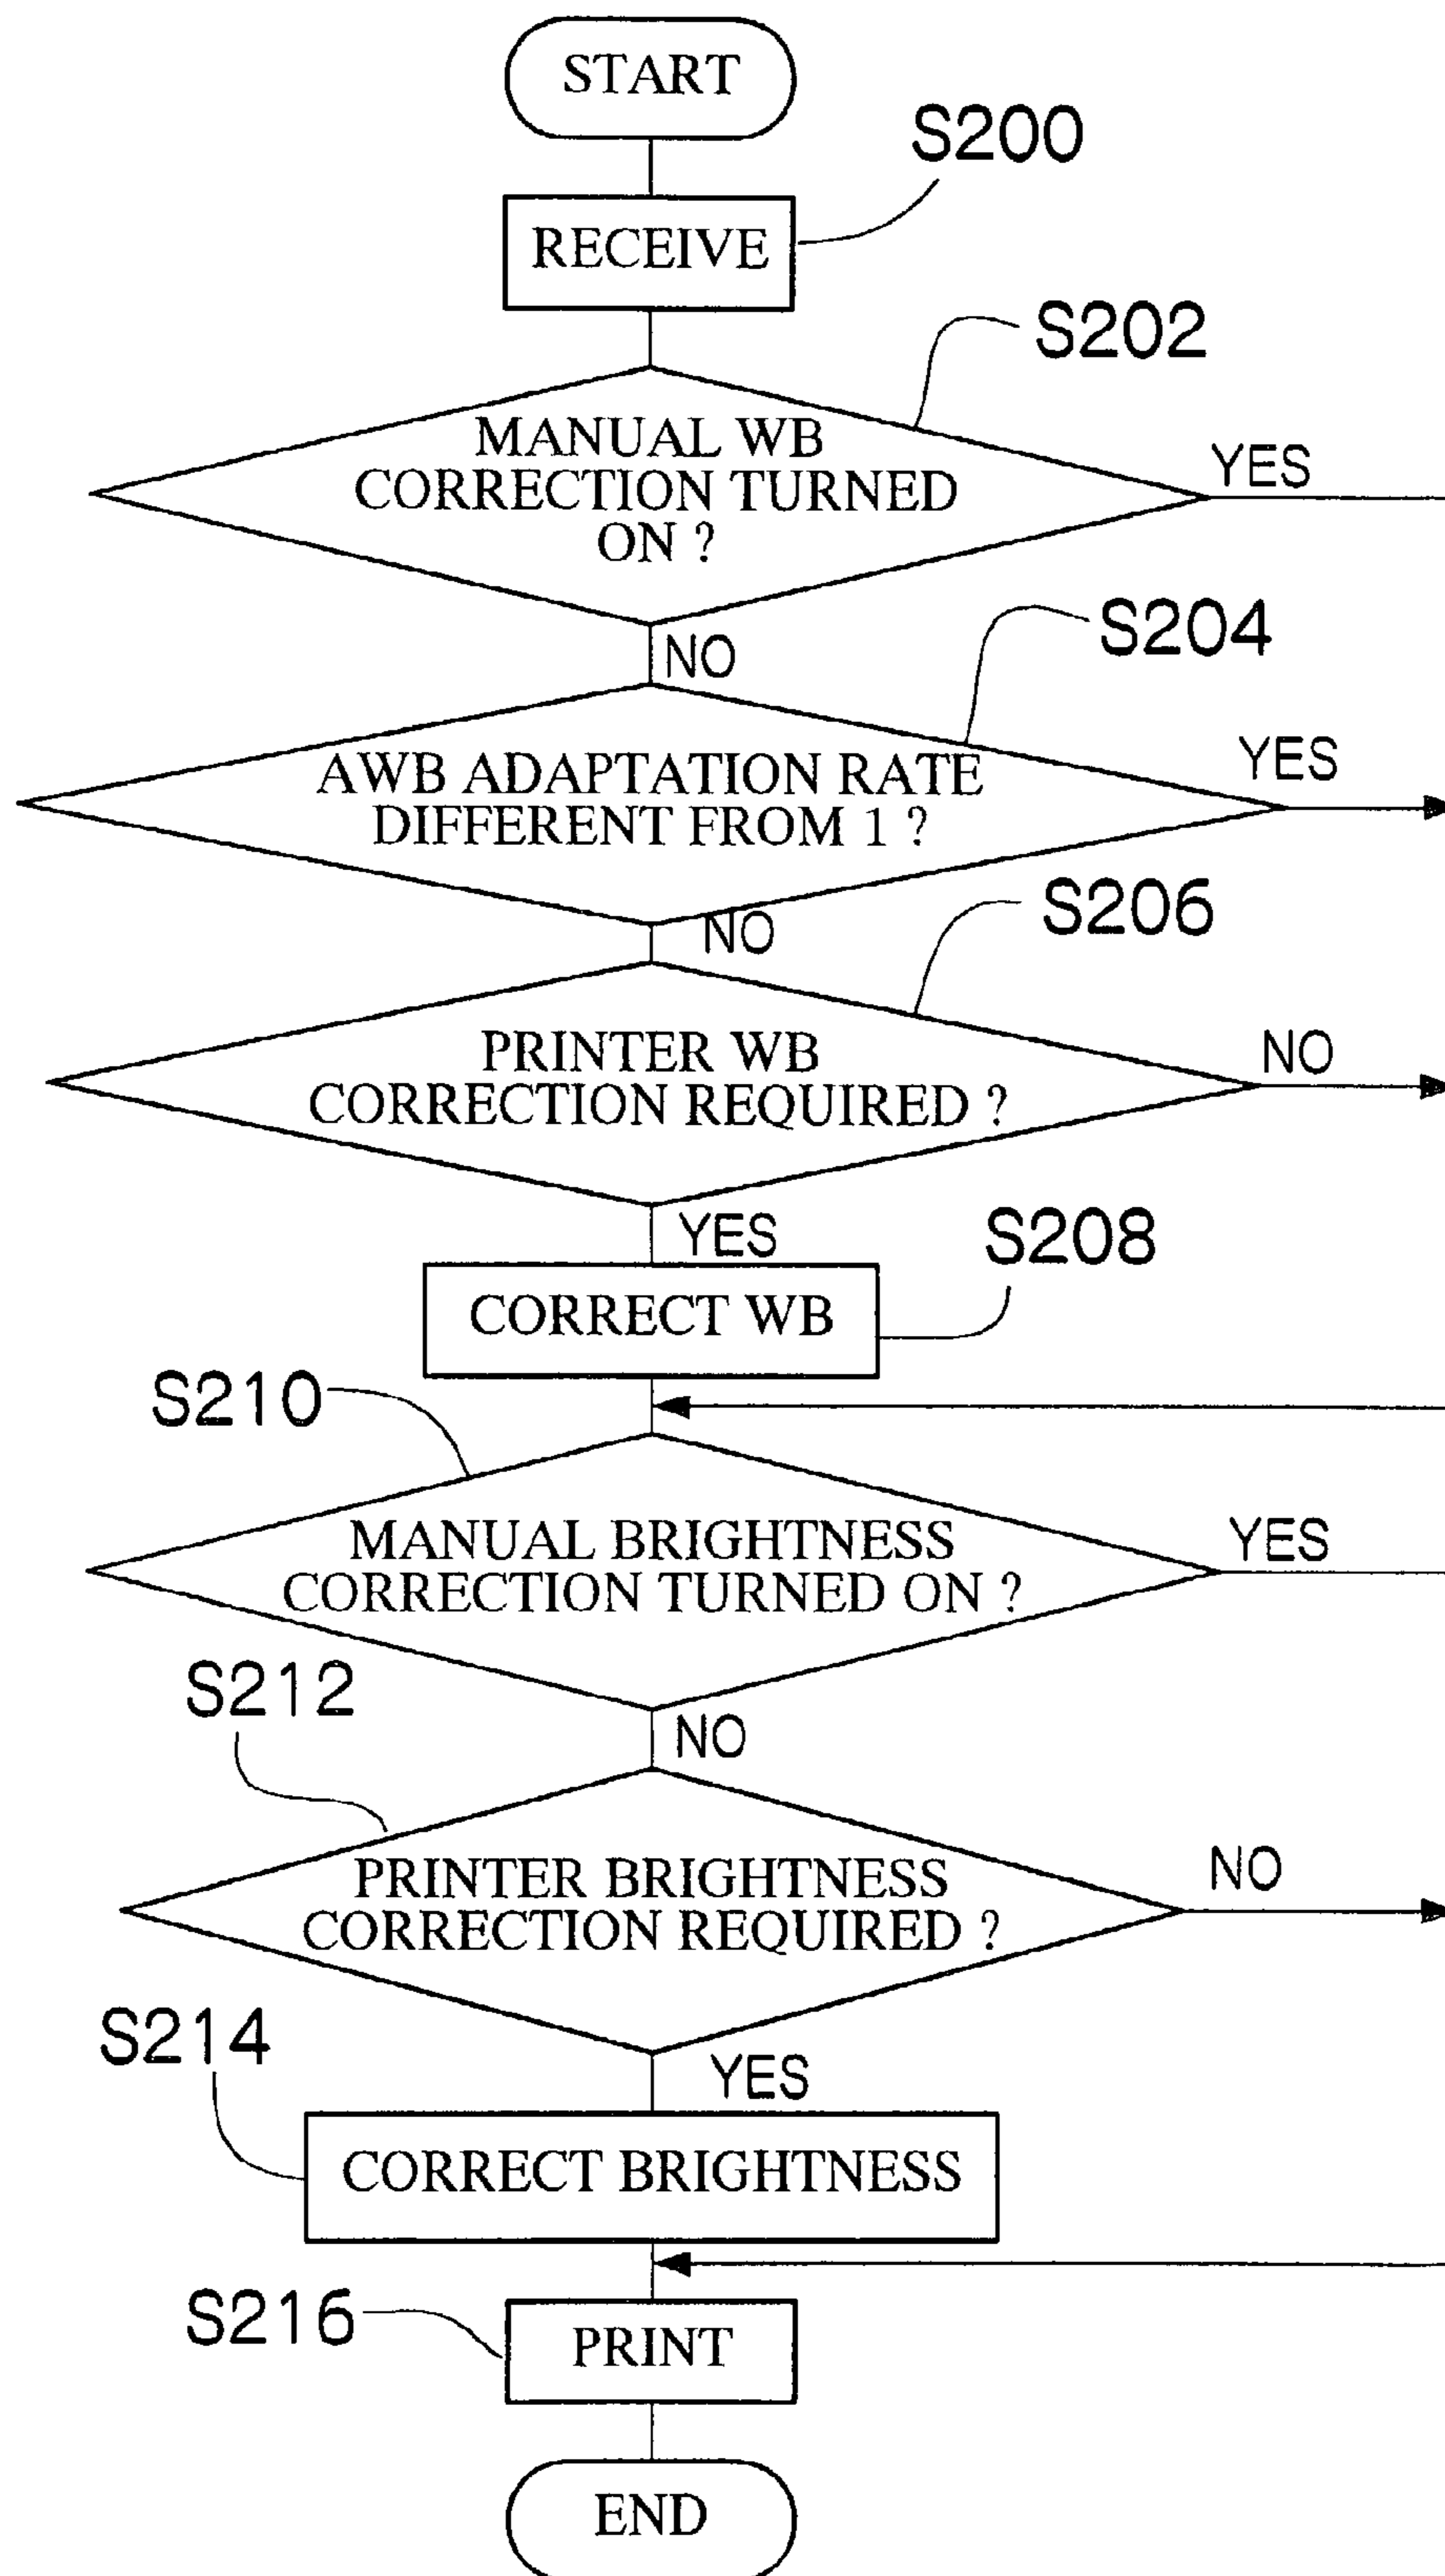 START
S200
RECEIVE
S202
MANUAL WB
CORRECTION TURNED
ON ?
YES
NO
S204
AWB ADAPTATION RATE
DIFFERENT FROM 1 ?
YES
NO
S206
PRINTER WB
CORRECTION REQUIRED ?
NO
YES
S208
CORRECT WB
S210
MANUAL BRIGHTNESS
CORRECTION TURNED ON ?
YES
NO
S212
PRINTER BRIGHTNESS
CORRECTION REQUIRED ?
NO
YES
S214
CORRECT BRIGHTNESS
S216
PRINT
END